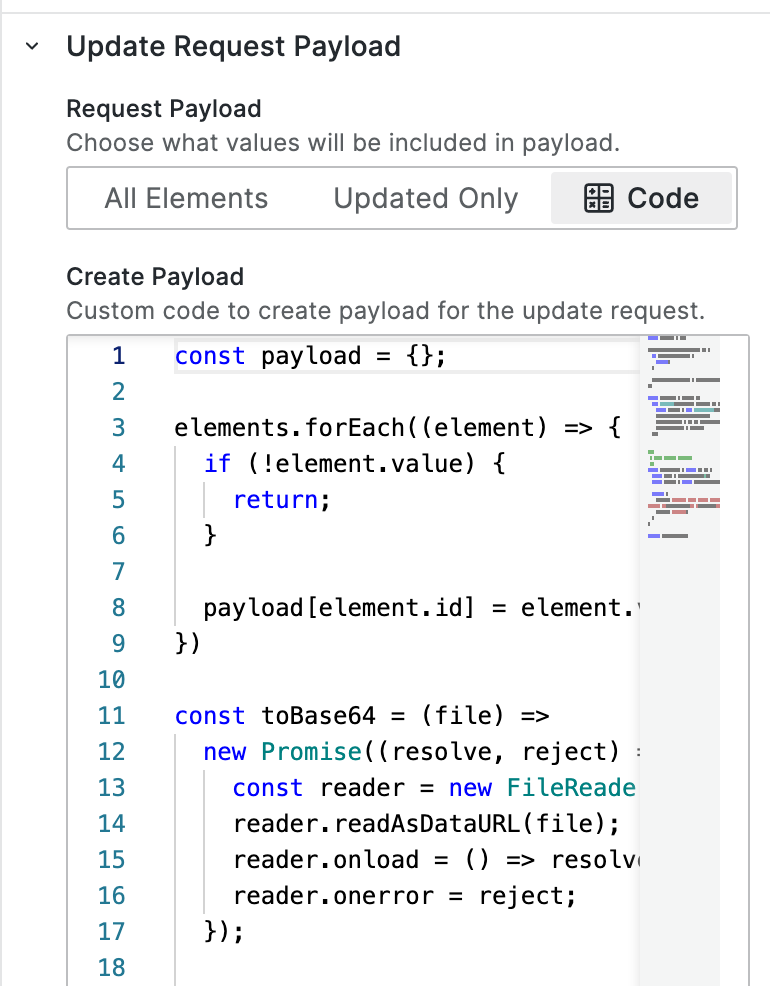 Update Request Payload
Request Payload
Choose what values will be included in payload.
All Elements Updated Only Code
Create Payload
Custom code to create payload for the update request.
1 const payload = {};
2
3 elements.forEach((element) => {
4 if (!element.value) {
5 return;
6 }
7
8 payload[element.id] = element.
9 })
10
11 const toBase64 = (file) =>
12 new Promise((resolve, reject)
13 const reader = new FileReade
14 reader.readAsDataURL(file);
15 reader.onload = () => resolv
16 reader.onerror = reject;
17 });
18